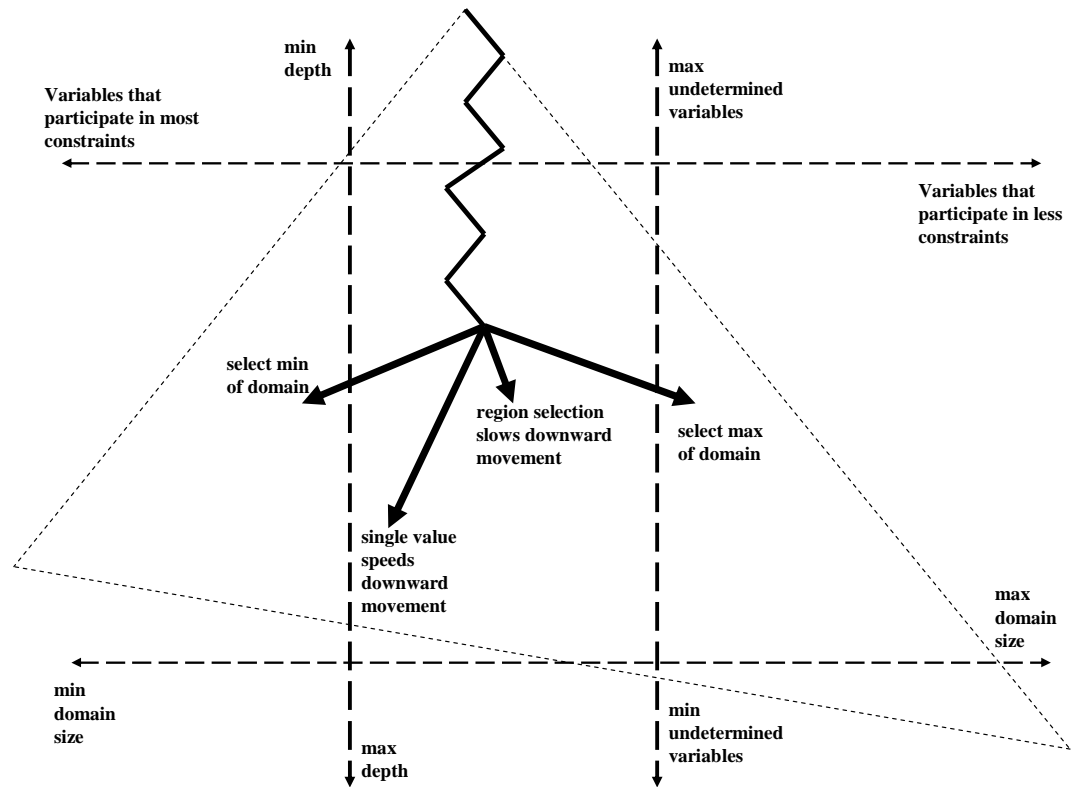 min
depth
max
undetermined
variables
Variables that
participate in most
constraints
Variables that
participate in less
constraints
select min
of domain
region selection
slows downward
movement
select max
of domain
single value
speeds
downward
movement
max
domain
size
min
domain
size
max
depth
min
undetermined
variables